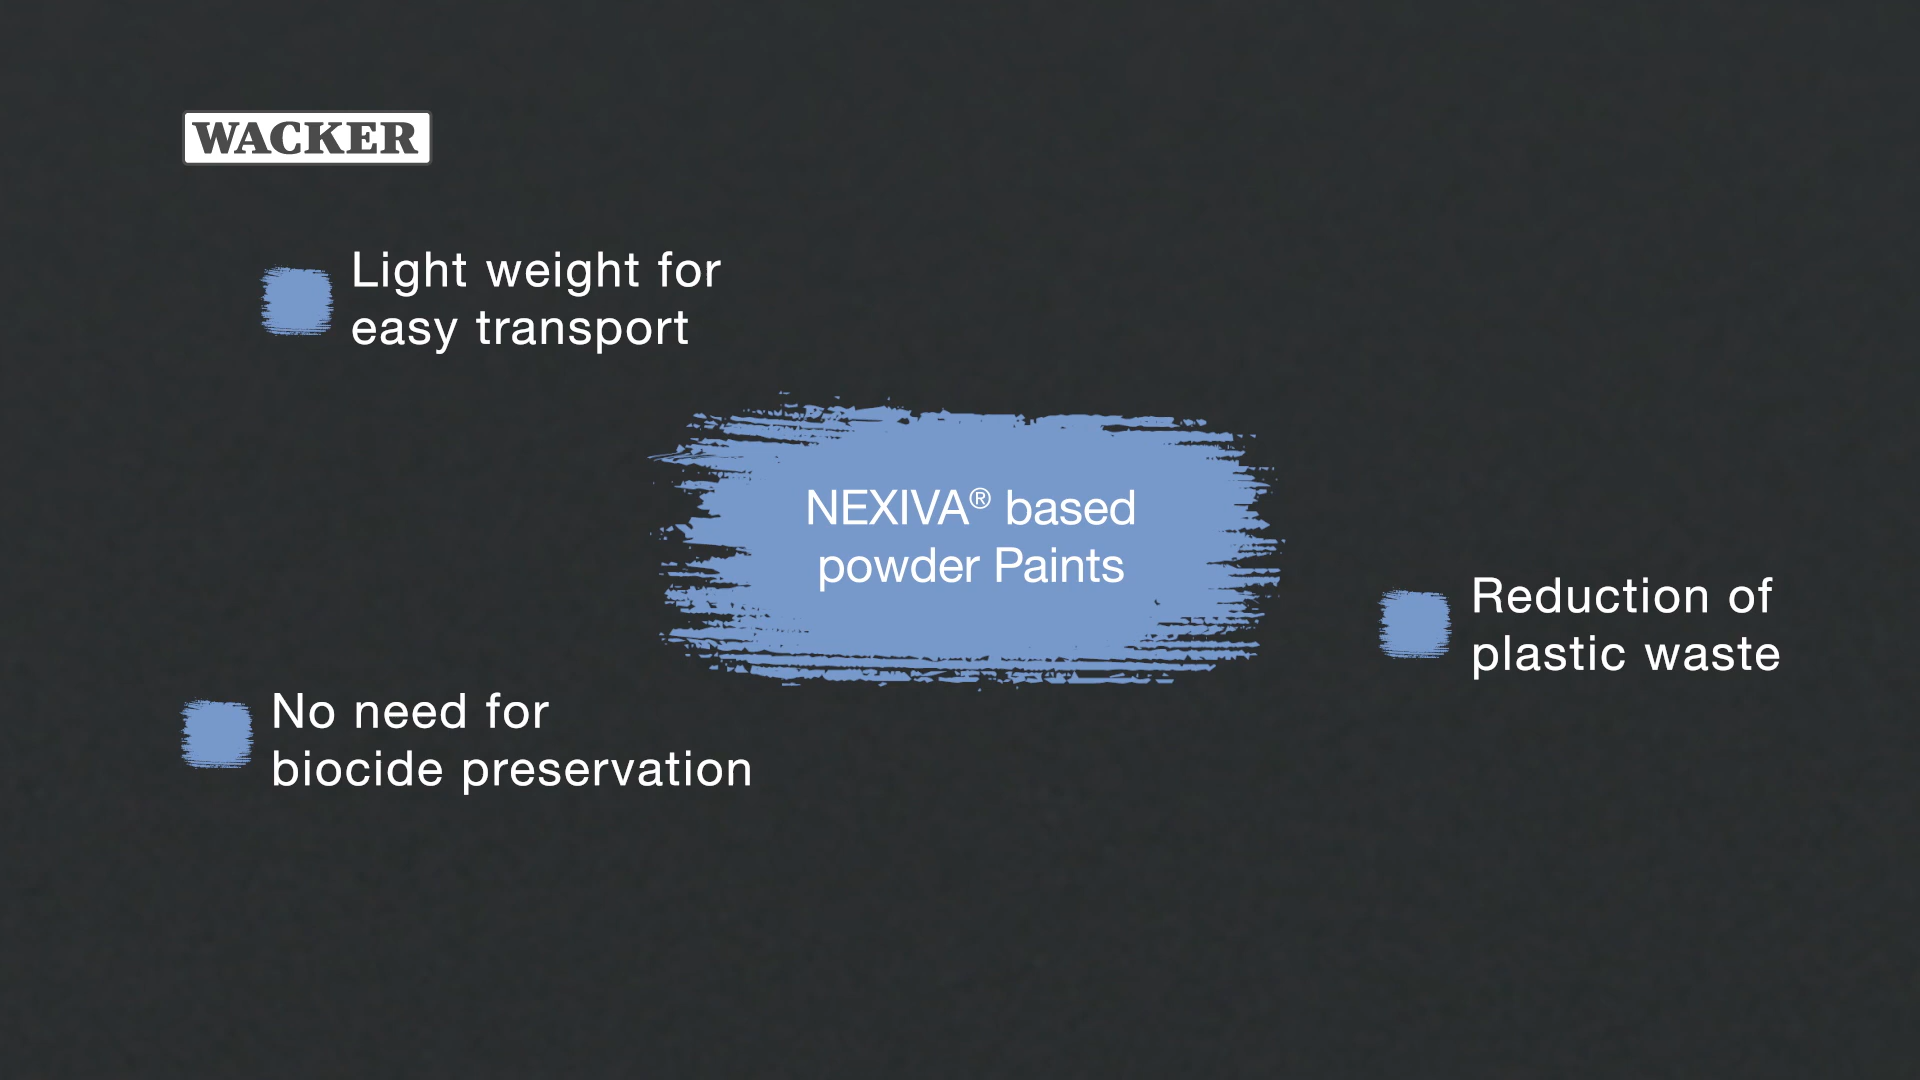 WACKER
Light weight for
easy transport
NEXIVA® based
powder Paints
Reduction of
plastic waste
No need for
biocide preservation